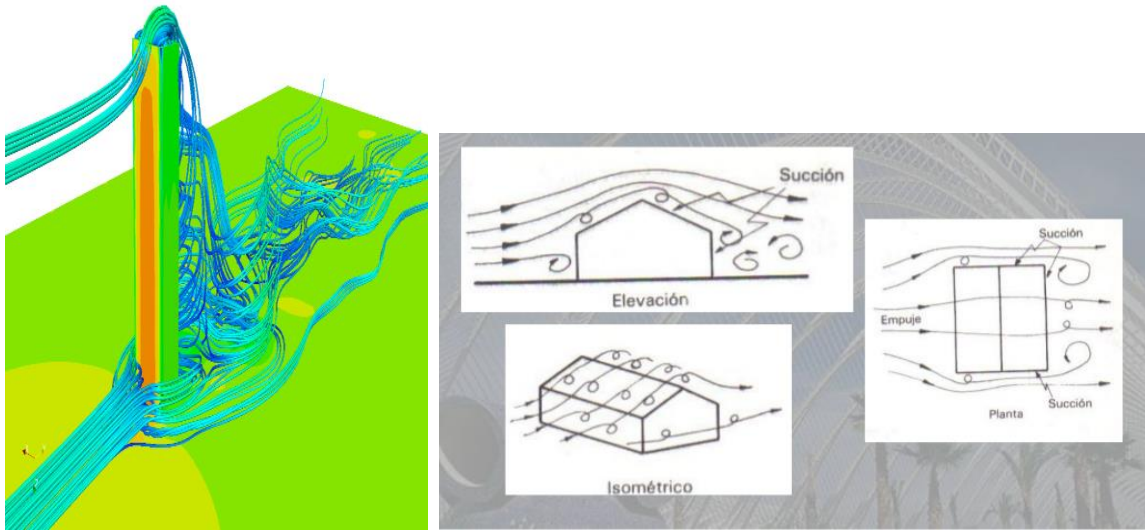 Succión
Elevación
Isométrico
Succión
Empuje
Planta
Succión